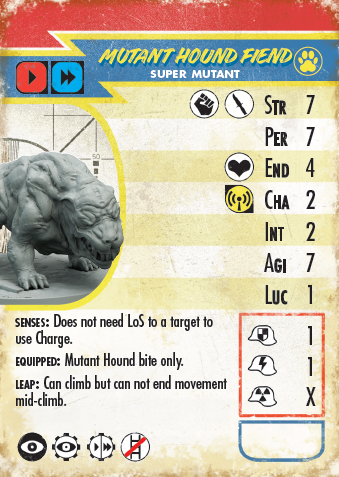 MUTANT HOUND FIEND
SUPER MUTANT
STR 7
PER 7
END 4
CHA 2
INT 2
AGI 7
LUC 1
50
SENSES: Does not need LoS to a target to
use Charge.
EQUIPPED: Mutant Hound bite only.
LEAP: Can climb but can not end movement
mid-climb.
1
1
X